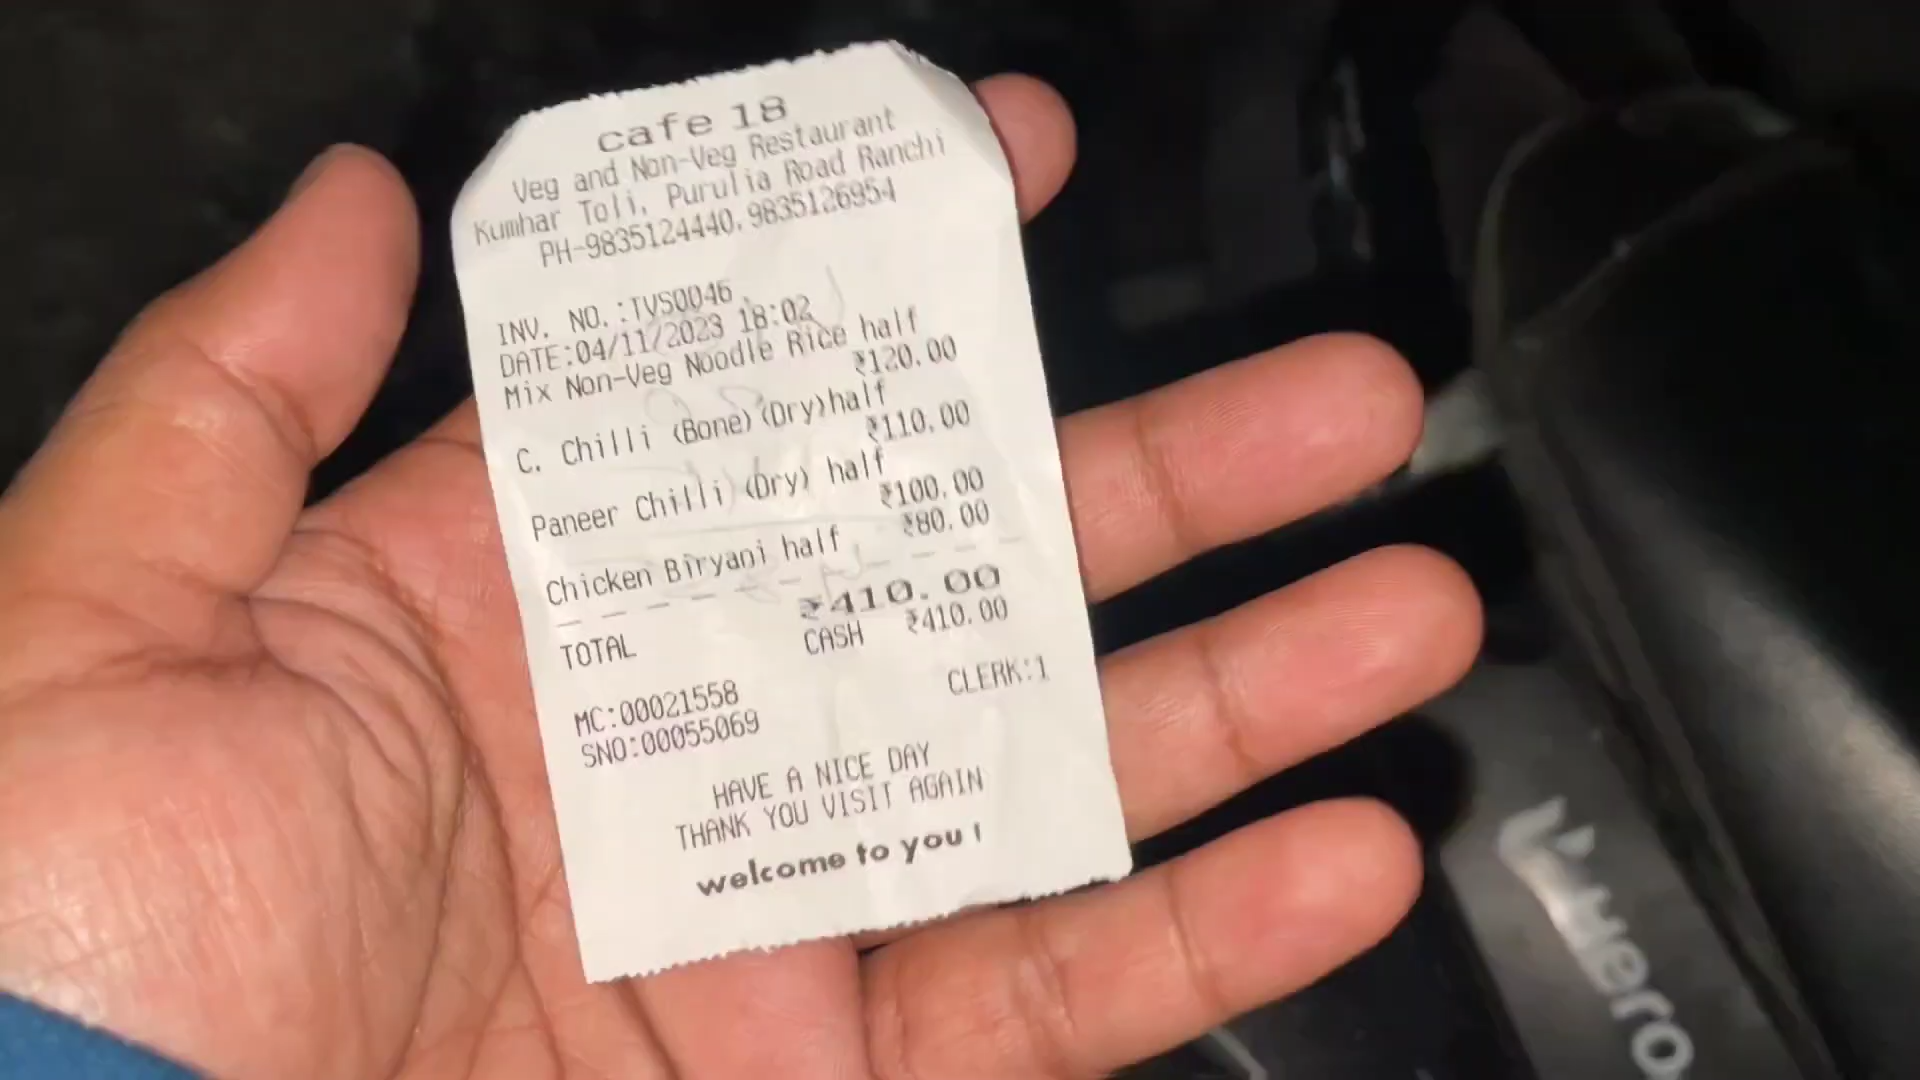 cafe 18
Veg and Non-Veg Restaurant
Kumhar Toli, Purulia Road Ranchi
PH-9835124440, 9835126954
INV. NO.:TVS0046
DATE:04/11/2023 18:02
Mix Non-Veg Noodle Rice half
₹120.00
C. Chilli (Bone) (Dry)half
₹110.00
Paneer Chilli (Dry) half
₹100.00
Chicken Biryani half ₹80.00
TOTAL ₹410.00
CASH ₹410.00
CLERK:1
MC:00021558
SNO:00055069
HAVE A NICE DAY
THANK YOU VISIT AGAIN
welcome to you !
Hero